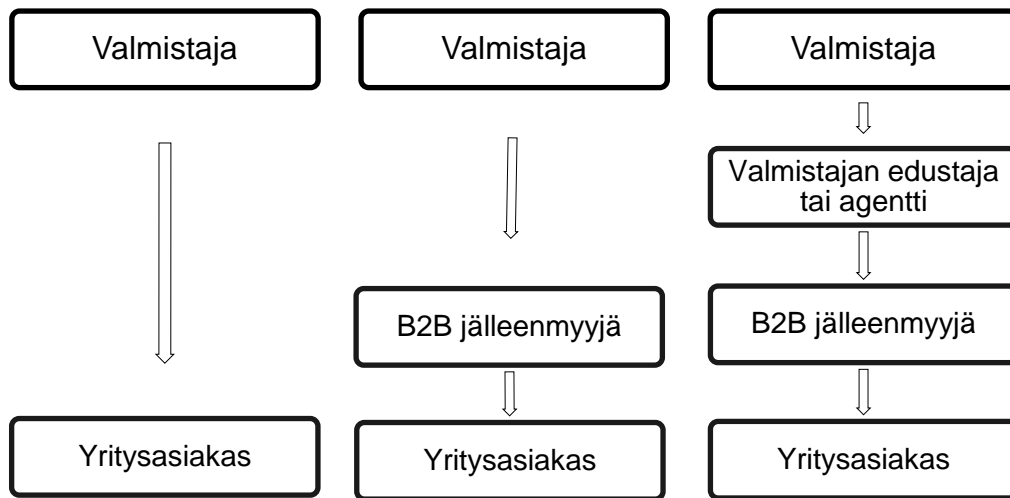 Valmistaja
Valmistaja
Valmistaja
Valmistajan edustaja
tai agentti
B2B jälleenmyyjä
B2B jälleenmyyjä
Yritysasiakas
Yritysasiakas
Yritysasiakas